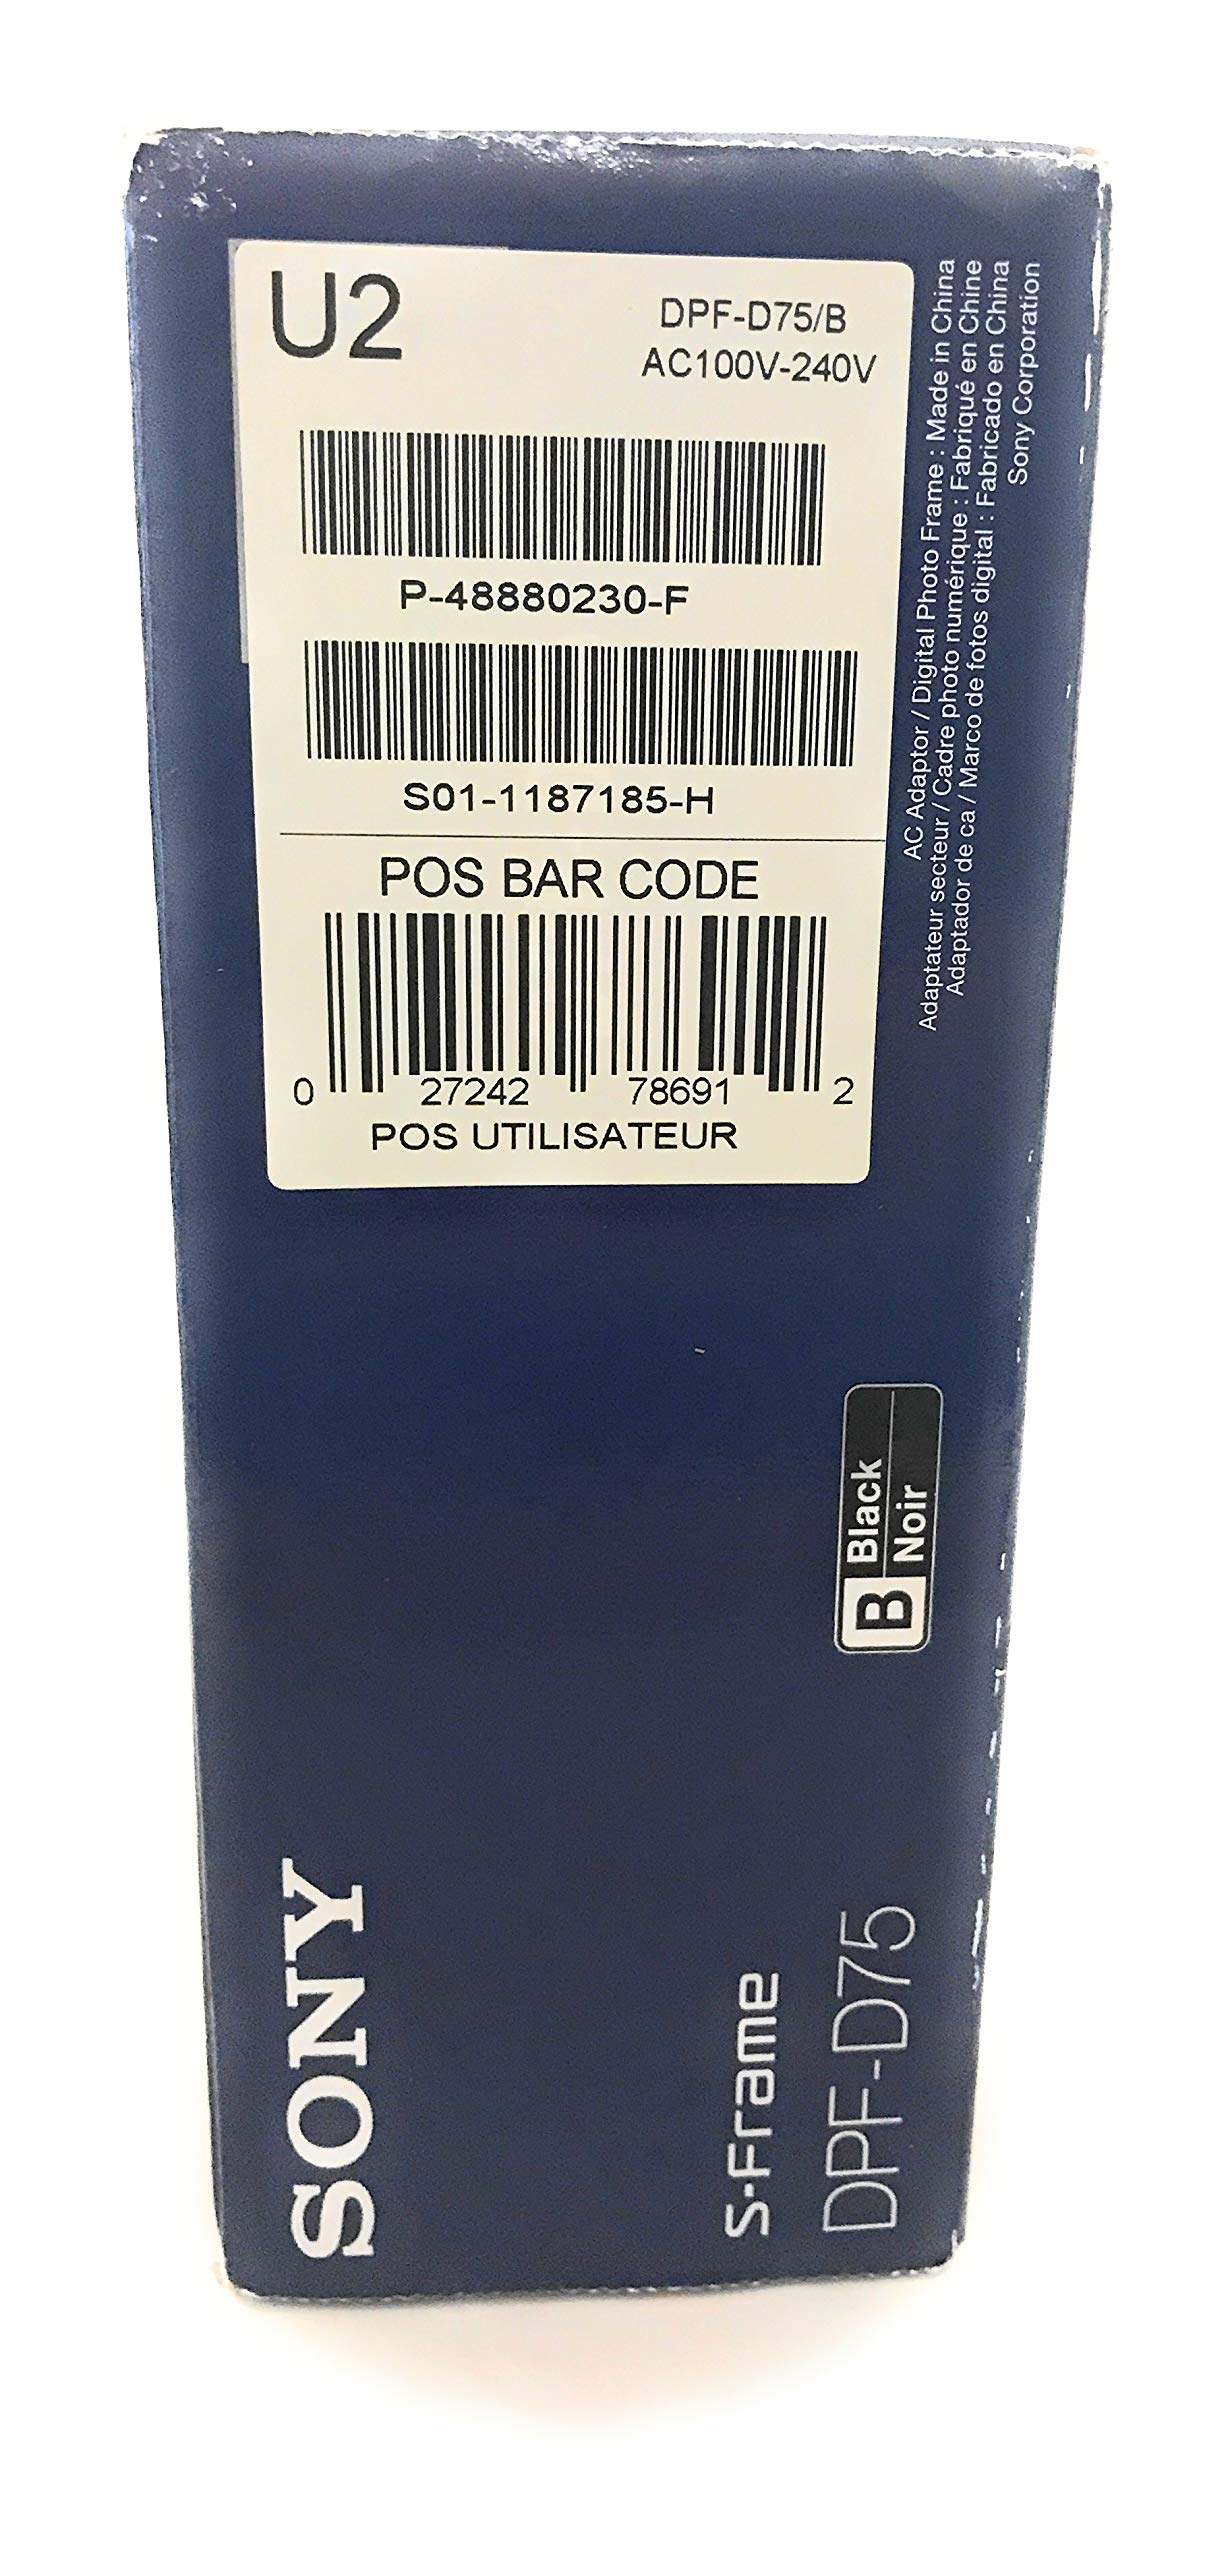 U2
DPF-D75/B
AC100V-240V
P-48880230-F
S01-1187185-H
POS BAR CODE
0 27242 78691 2
POS UTILISATEUR
AC Adaptor / Digital Photo Frame : Made in China
Adaptateur secteur / Cadre photo numérique : Fabriqué en Chine
Adaptador de ca / Marco de fotos digital : Fabricado en China
Sony Corporation
B Black
Noir
SONY
S-Frame
DPF-D75